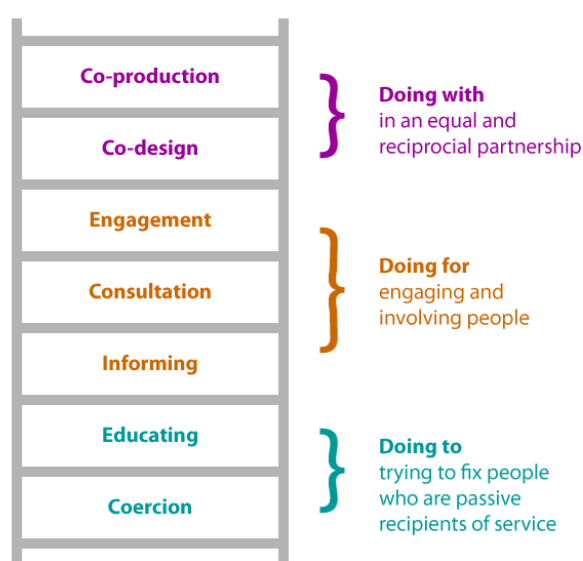 Co-production
Co-design
Doing with
in an equal and
reciprocial partnership
Engagement
Consultation
Informing
Doing for
engaging and
involving people
Educating
Coercion
Doing to
trying to fix people
who are passive
recipients of service